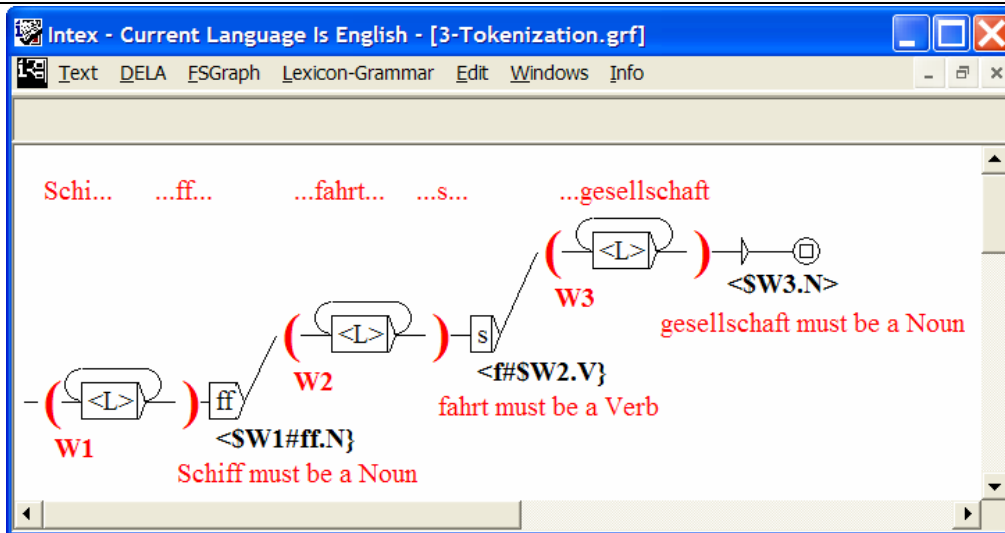 Intex - Current Language Is English - [3-Tokenization.grf]
Text DELA FSGraph Lexicon-Grammar Edit Windows Info
Schi... ...ff... ...fahrt... ...s... ...gesellschaft
( <L> )
W3
<$W3.N>
gesellschaft must be a Noun
( <L> ) s
W2
<f#$W2.V}
fahrt must be a Verb
( <L> ) ff
W1
<$W1#ff.N}
Schiff must be a Noun